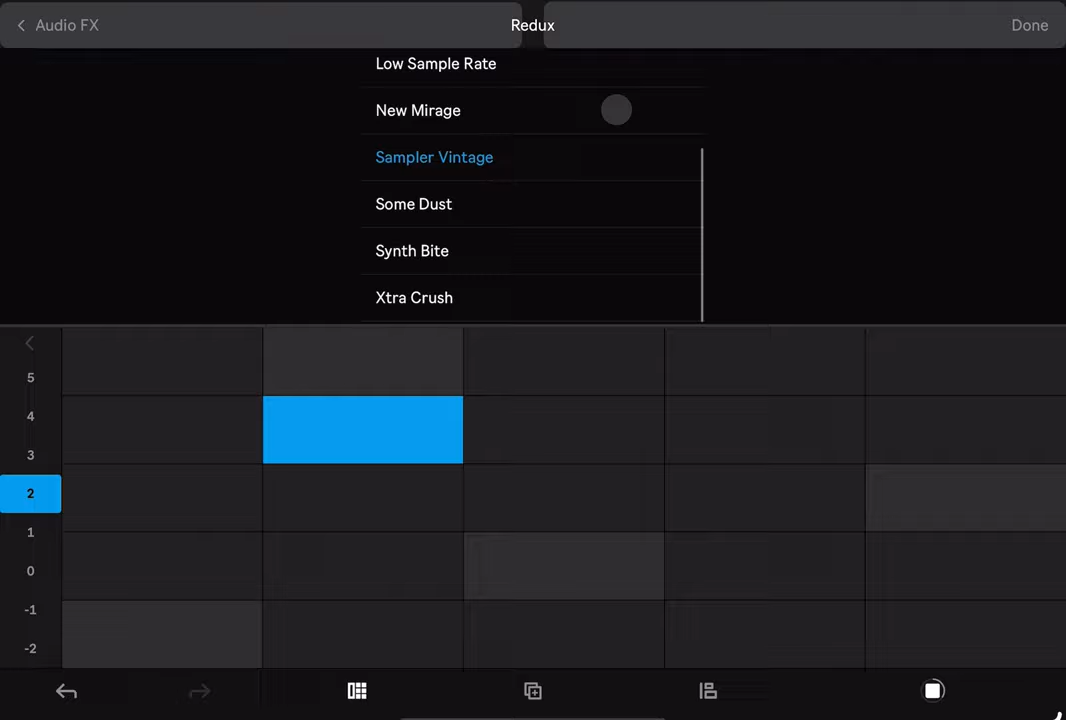 Audio FX
Redux
Done
Low Sample Rate
New Mirage
Sampler Vintage
Some Dust
Synth Bite
Xtra Crush
5
4
3
2
1
0
-1
-2